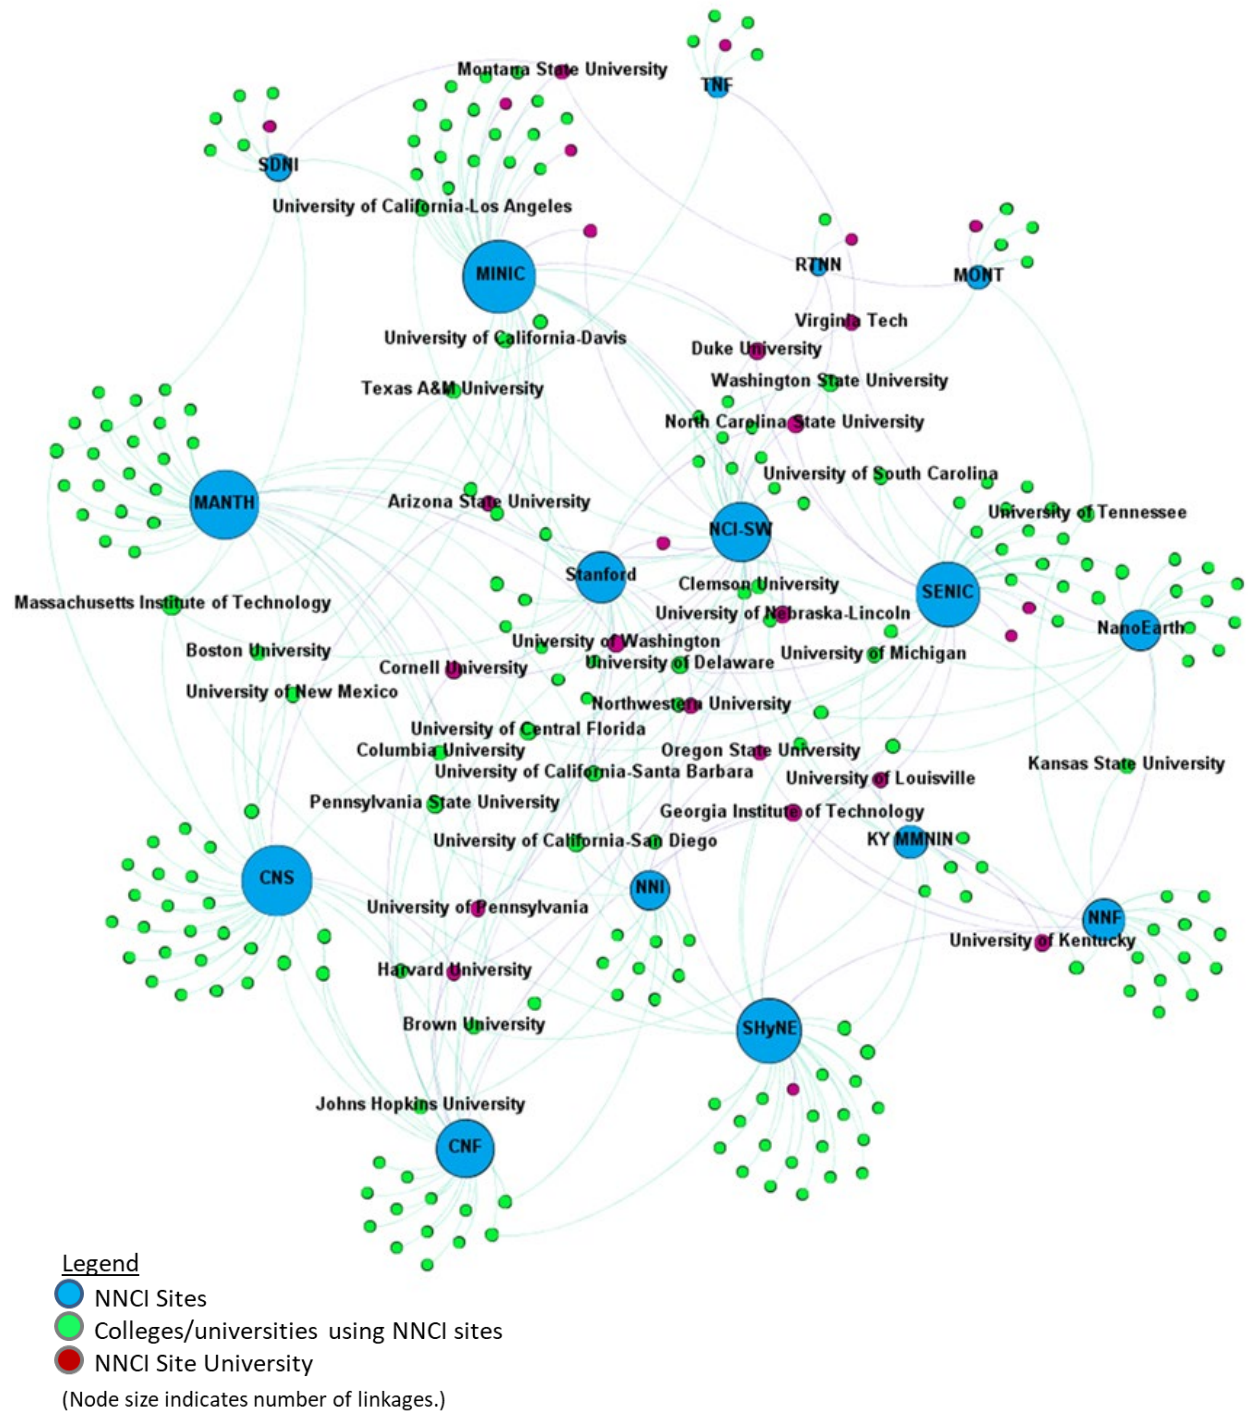 Montana State University
TNF
SDNI
University of California-Los Angeles
MINIC
RTNN
MONT
Virginia Tech
University of California-Davis
Duke University
Texas A&M University
Washington State University
North Carolina State University
University of South Carolina
MANTH
Arizona State University
University of Tennessee
NCI-SW
Stanford
Clemson University
SENIC
Massachusetts Institute of Technology
University of Nebraska-Lincoln
NanoEarth
University of Washington
Boston University
University of Delaware
University of Michigan
Cornell University
University of New Mexico
Northwestern University
University of Central Florida
Columbia University
Oregon State University
Kansas State University
University of California-Santa Barbara
University of Louisville
Pennsylvania State University
Georgia Institute of Technology
University of California-San Diego
KY MMNIN
CNS
NNI
University of Pennsylvania
NNF
University of Kentucky
Harvard University
Brown University
SHyNE
Johns Hopkins University
CNF
Legend
NNCI Sites
Colleges/universities using NNCI sites
NNCI Site University
(Node size indicates number of linkages.)